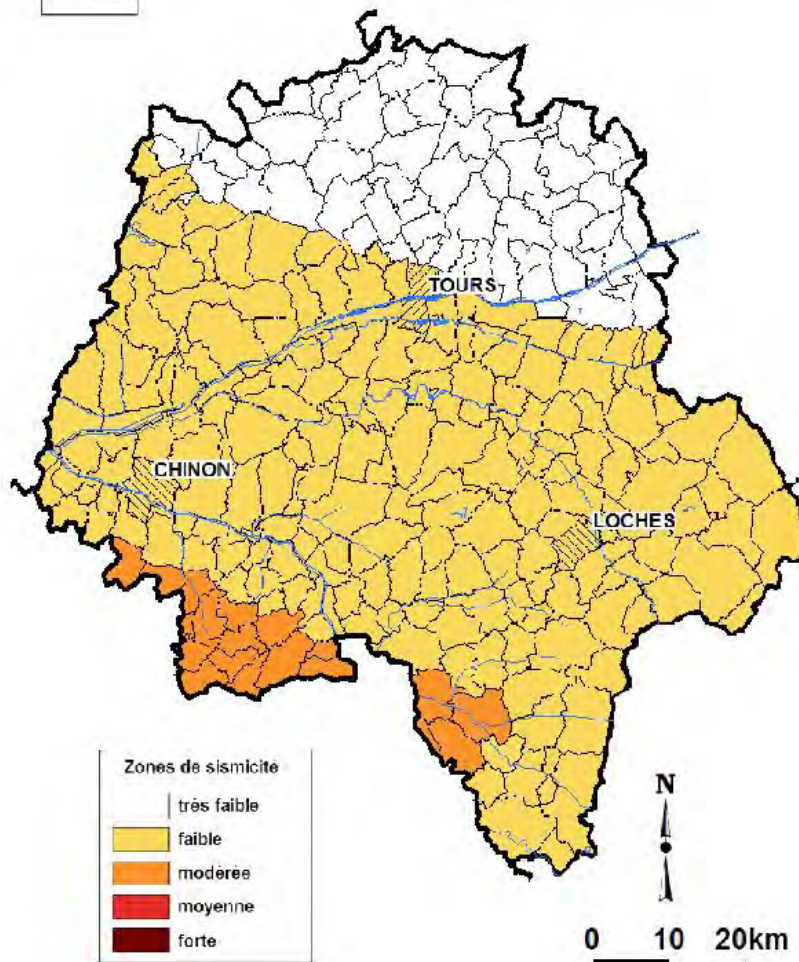 TOURS
CHINON
LOCHES
Zones de sismicité
très faible
faible
modérée
moyenne
forte
N
0 10 20km